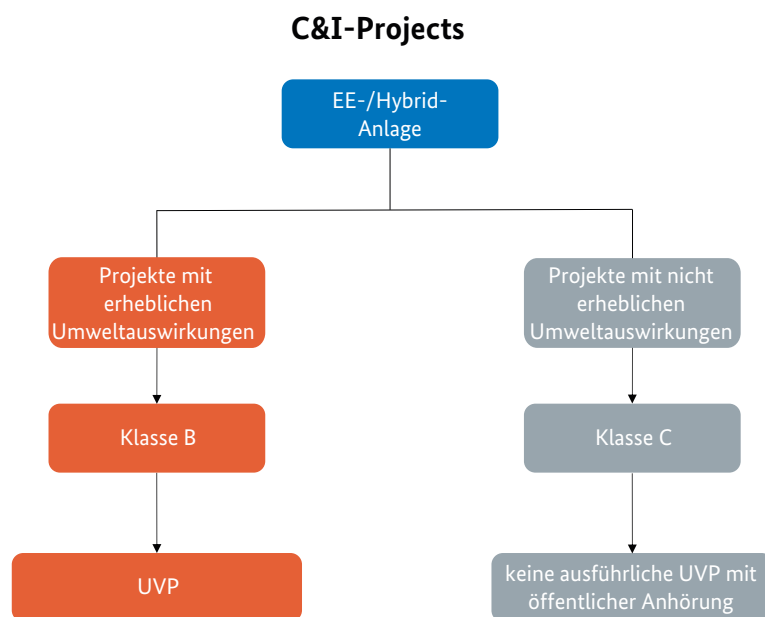 C&I-Projects
EE-/Hybrid-
Anlage
Projekte mit
erheblichen
Umweltauswirkungen
Projekte mit nicht
erheblichen
Umweltauswirkungen
Klasse B
Klasse C
UVP
keine ausführliche UVP mit
öffentlicher Anhörung